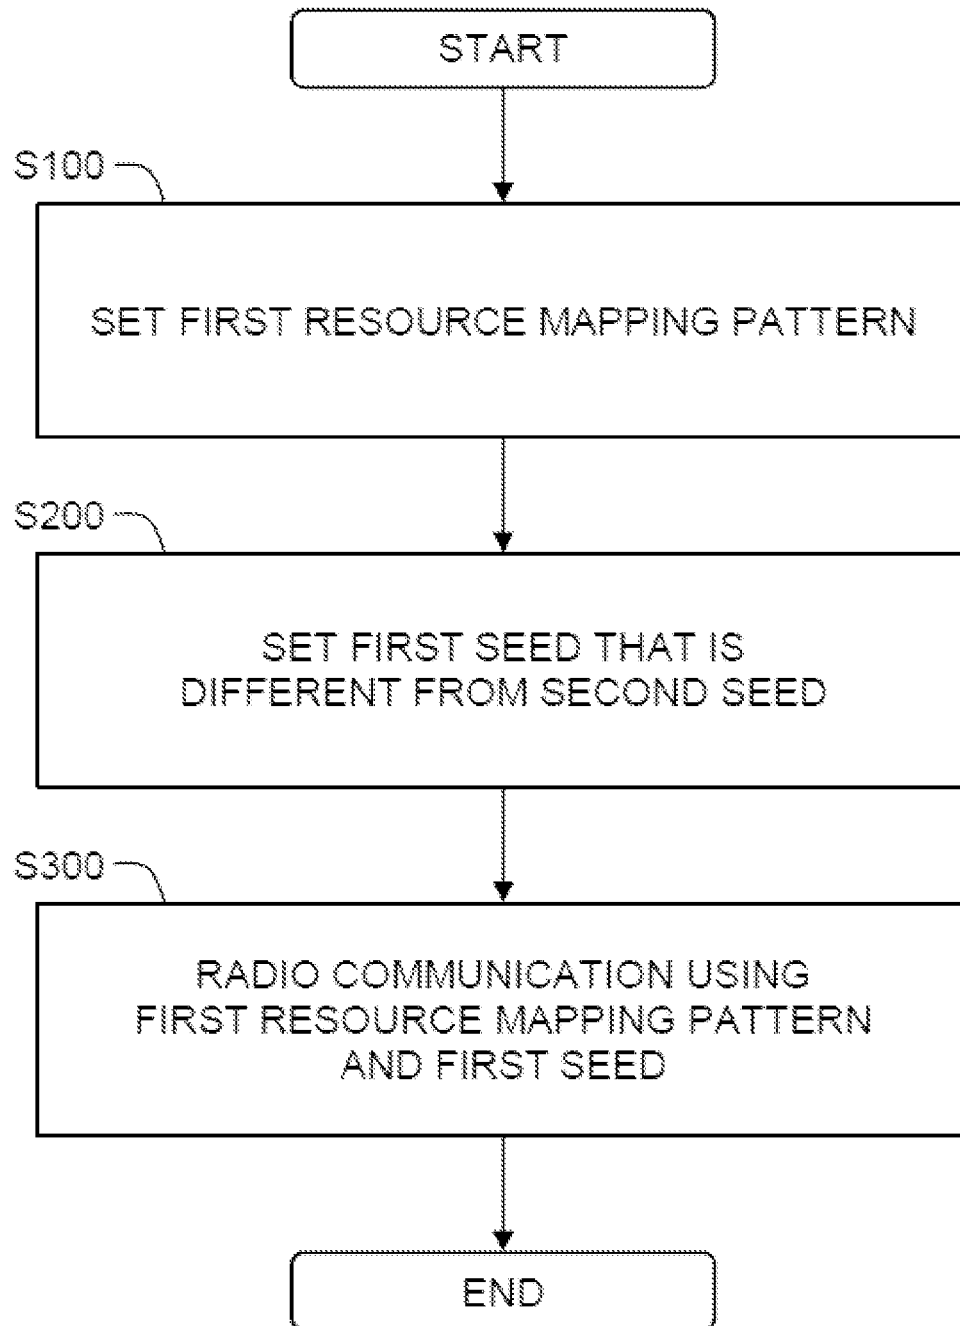 START
S100
SET FIRST RESOURCE MAPPING PATTERN
S200
SET FIRST SEED THAT IS
DIFFERENT FROM SECOND SEED
S300
RADIO COMMUNICATION USING
FIRST RESOURCE MAPPING PATTERN
AND FIRST SEED
END